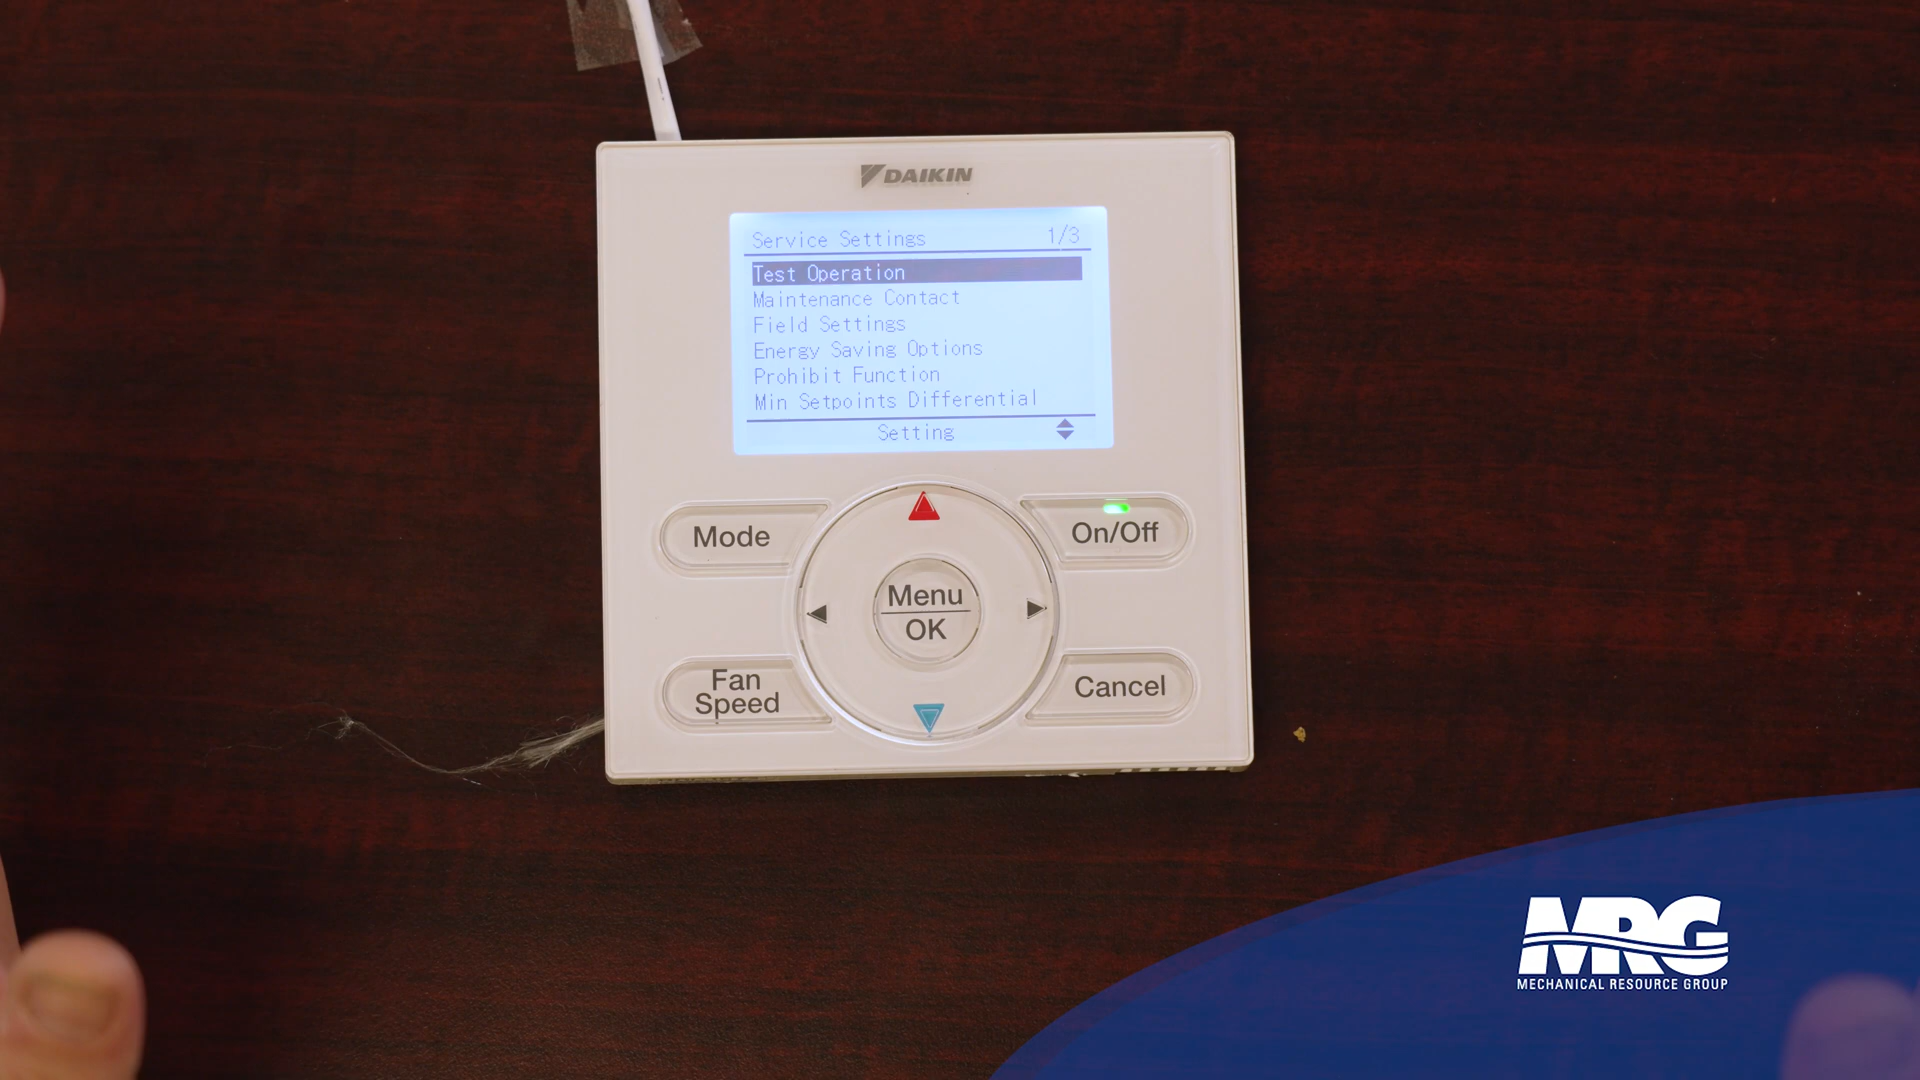 DAIKIN
Service Settings 1/3
Test Operation
Maintenance Contact
Field Settings
Energy Saving Options
Prohibit Function
Min Setpoints Differential
Setting
Mode
On/Off
Menu
OK
Fan
Speed
Cancel
MRG
MECHANICAL RESOURCE GROUP